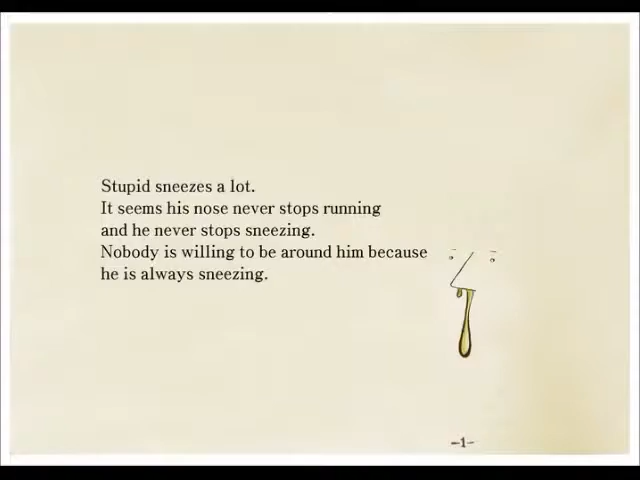 Stupid sneezes a lot.
It seems his nose never stops running
and he never stops sneezing.
Nobody is willing to be around him because
he is always sneezing.
-1-